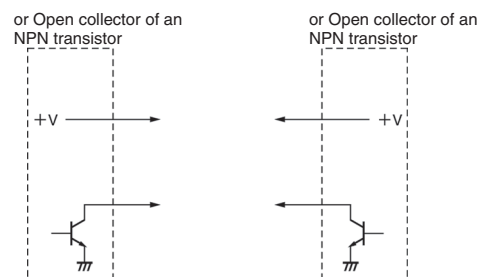 or Open collector of an
NPN transistor
+V
or Open collector of an
NPN transistor
+V